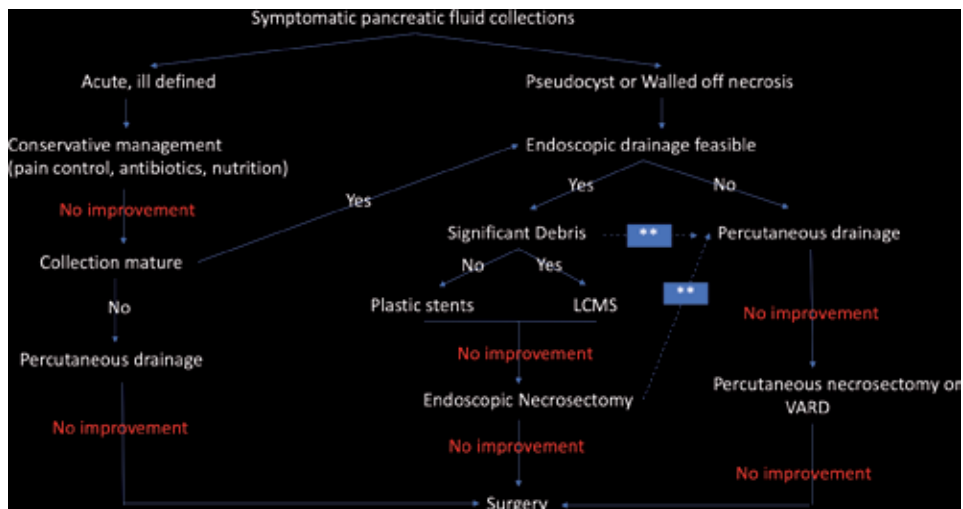 Symptomatic pancreatic fluid collections
Acute, ill defined
Pseudocyst or Walled off necrosis
Conservative management
(pain control, antibiotics, nutrition)
Endoscopic drainage feasible
Yes
No
Yes
No improvement
Significant Debris
**
Percutaneous drainage
Collection mature
No
Yes
**
No
Plastic stents
LCMS
No improvement
Percutaneous drainage
No improvement
Endoscopic Necrosectomy
Percutaneous necrosectomy or
VARD
No improvement
No improvement
No improvement
Surgery